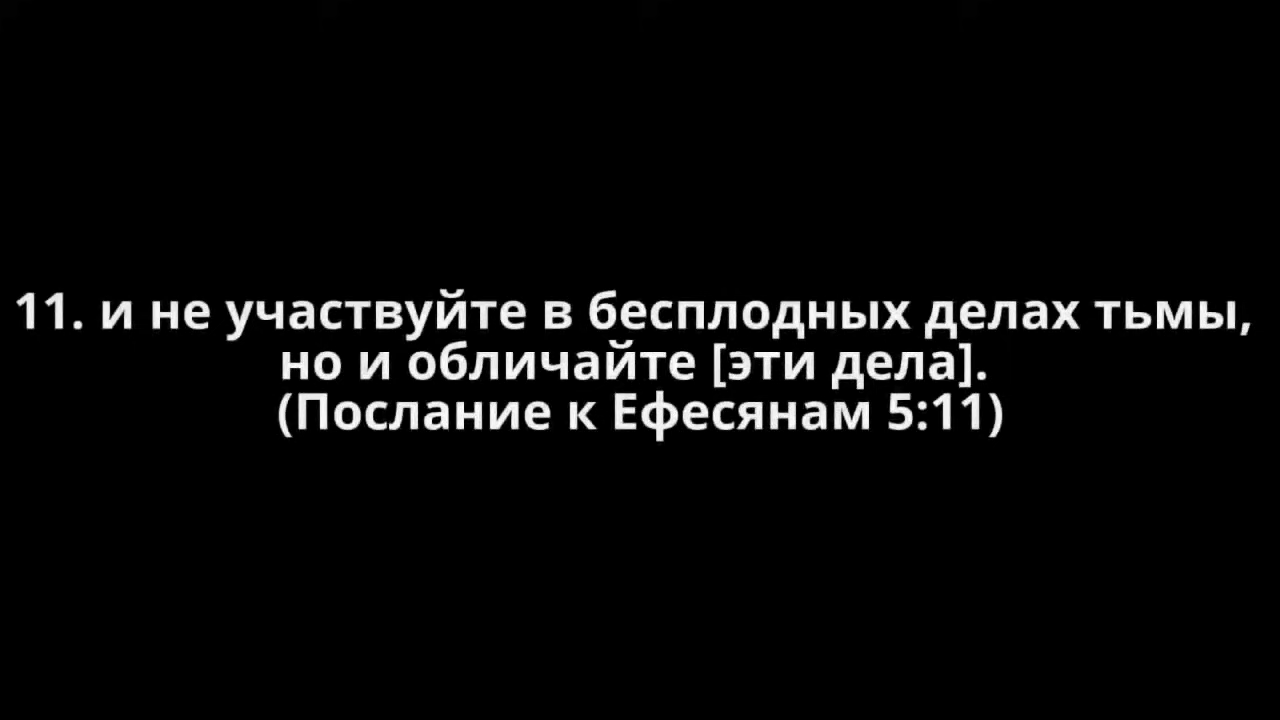 11. и не участвуйте в бесплодных делах тьмы,
но и обличайте [эти дела].
(Послание к Ефесянам 5:11)